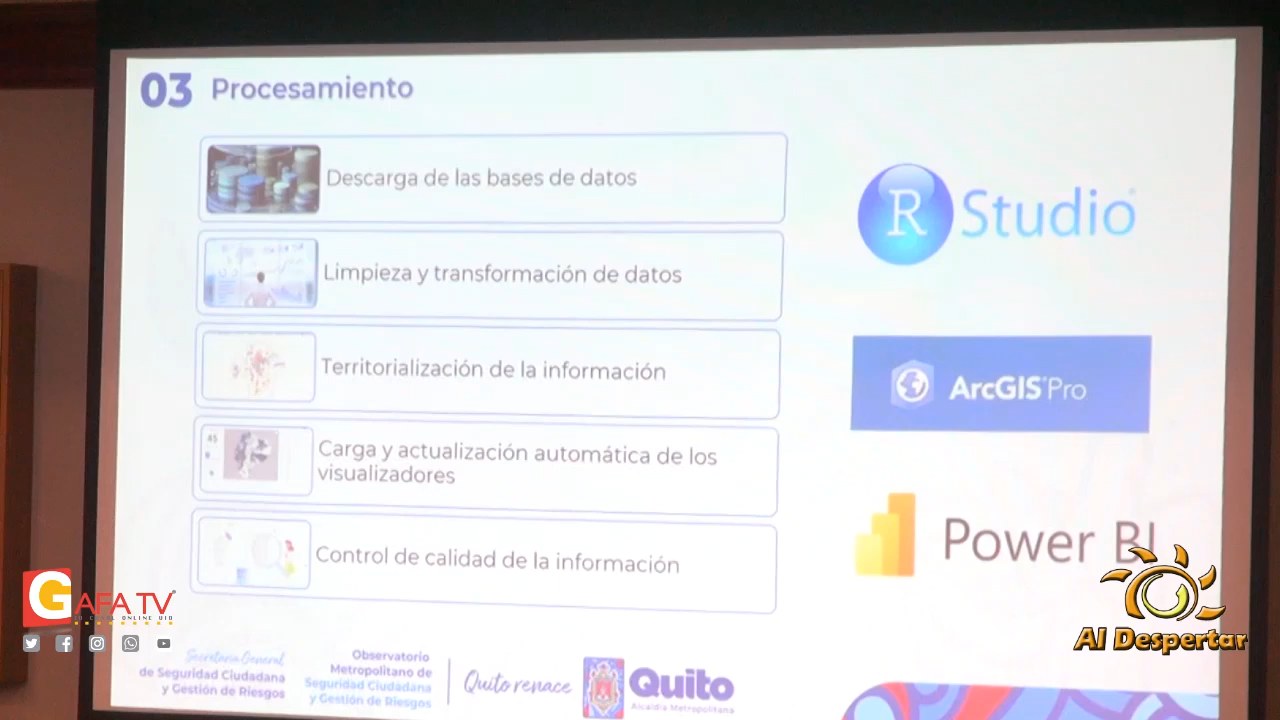 03 Procesamiento
Descarga de las bases de datos
Limpieza y transformación de datos
Territorialización de la información
Carga y actualización automática de los
visualizadores
Control de calidad de la información
R Studio
ArcGIS Pro
Power BI
GAFA TV
Al Despertar
Secretaría General
de Seguridad Ciudadana
y Gestión de Riesgos
Observatorio
Metropolitano de
Seguridad Ciudadana
y Gestión de Riesgos
Quito renace
Quito
Alcaldía Metropolitana